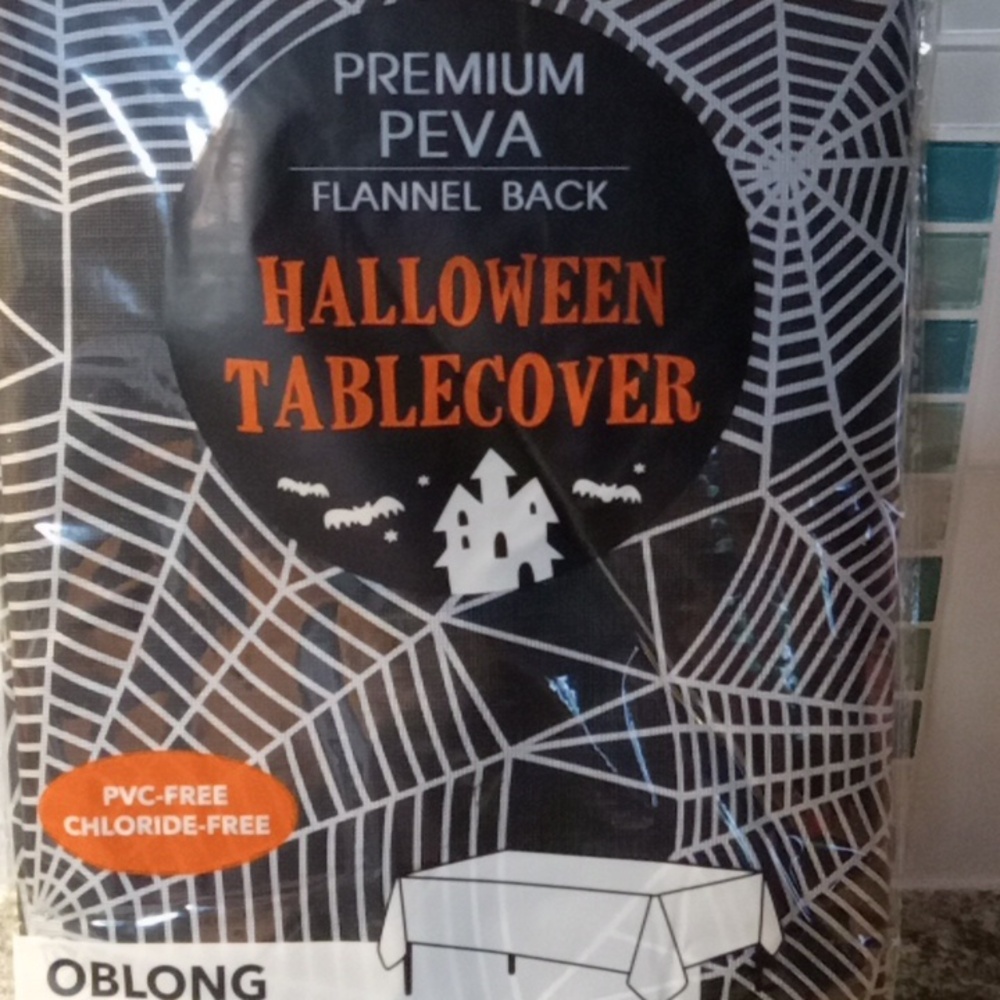 PREMIUM
PEVA
FLANNEL BACK
HALLOWEEN
TABLECOVER
PVC-FREE
CHLORIDE-FREE
OBLONG